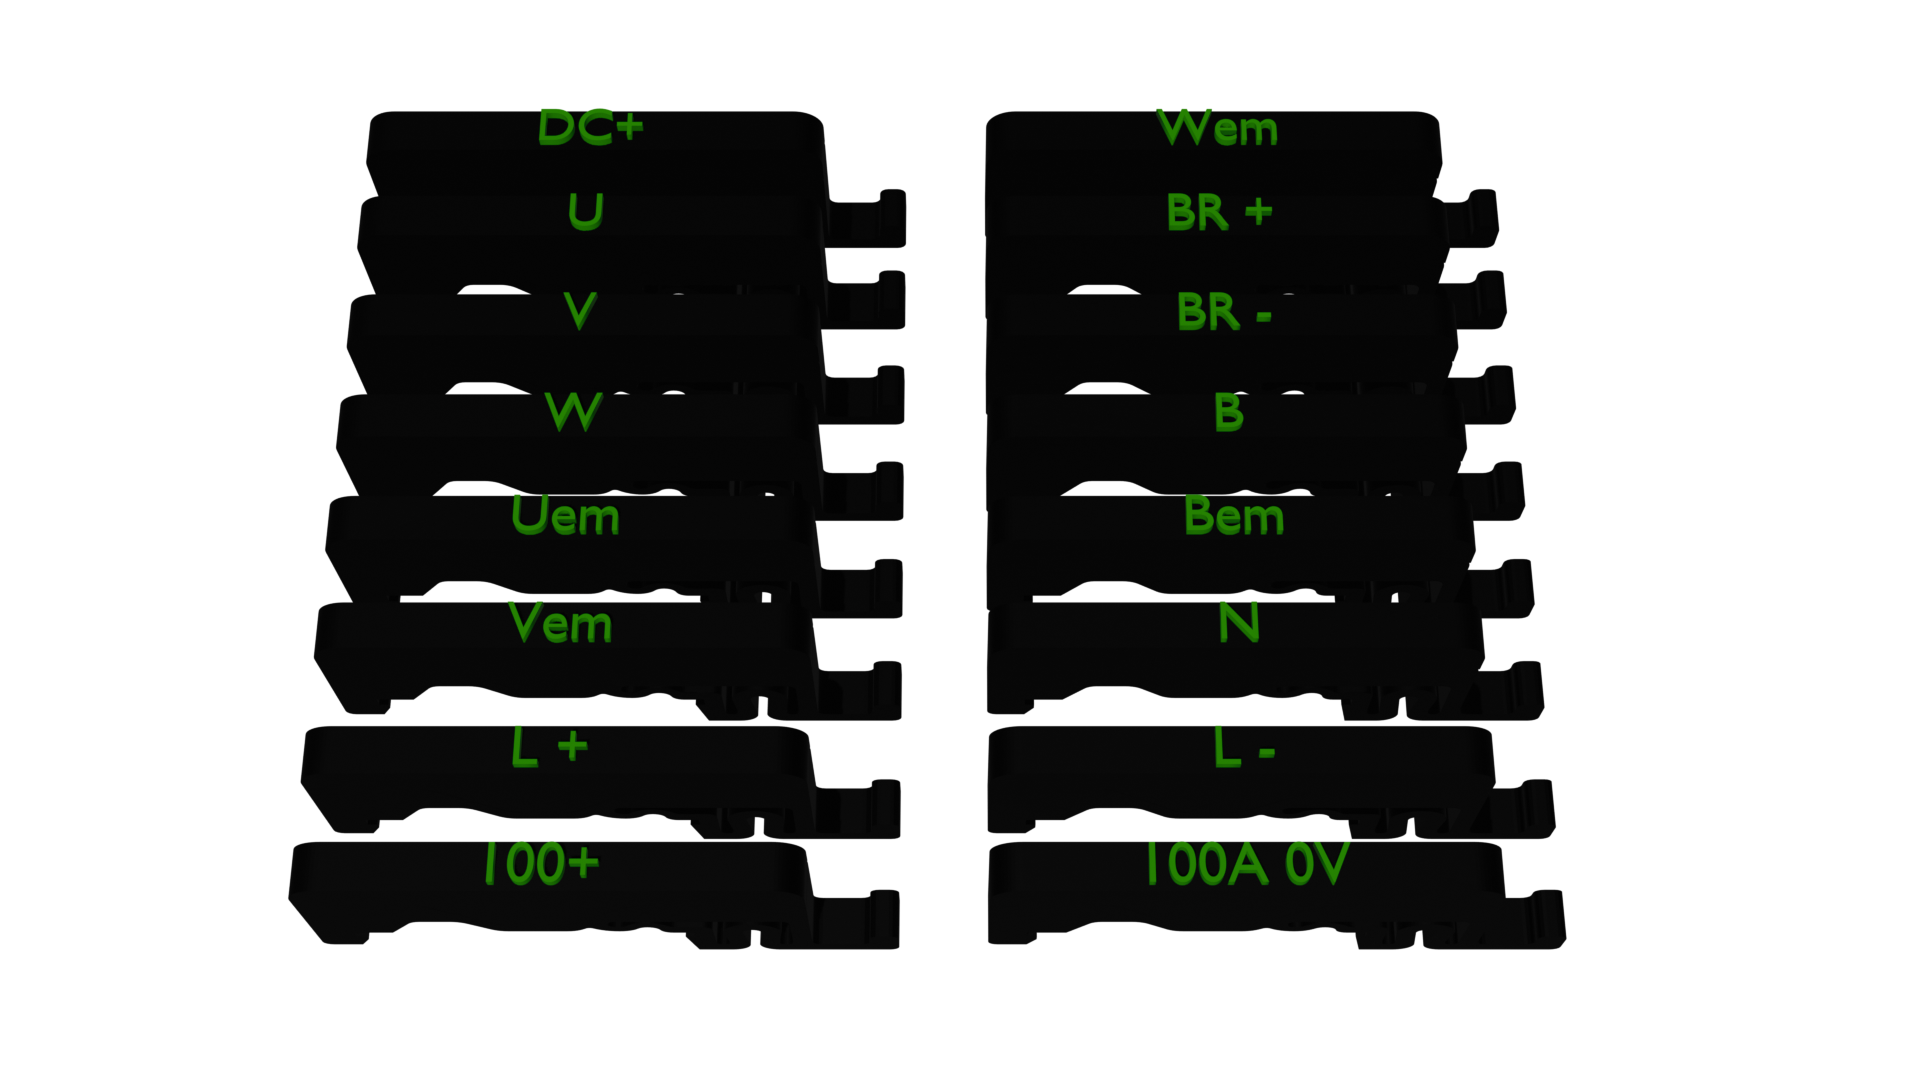 DC+
U
V
W
Uem
Vem
L +
100+
Wem
BR +
BR -
B
Bem
N
L -
100A 0V